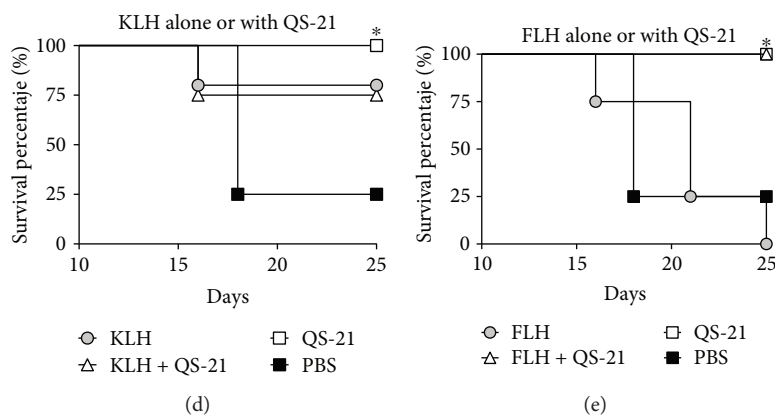 KLH alone or with QS-21
*
100
75
50
25
0
Survival percentaje (%)
10 15 20 25
Days
KLH QS-21
KLH + QS-21 PBS
(d)
FLH alone or with QS-21
*
100
75
50
25
0
Survival percentaje (%)
10 15 20 25
Days
FLH QS-21
FLH + QS-21 PBS
(e)